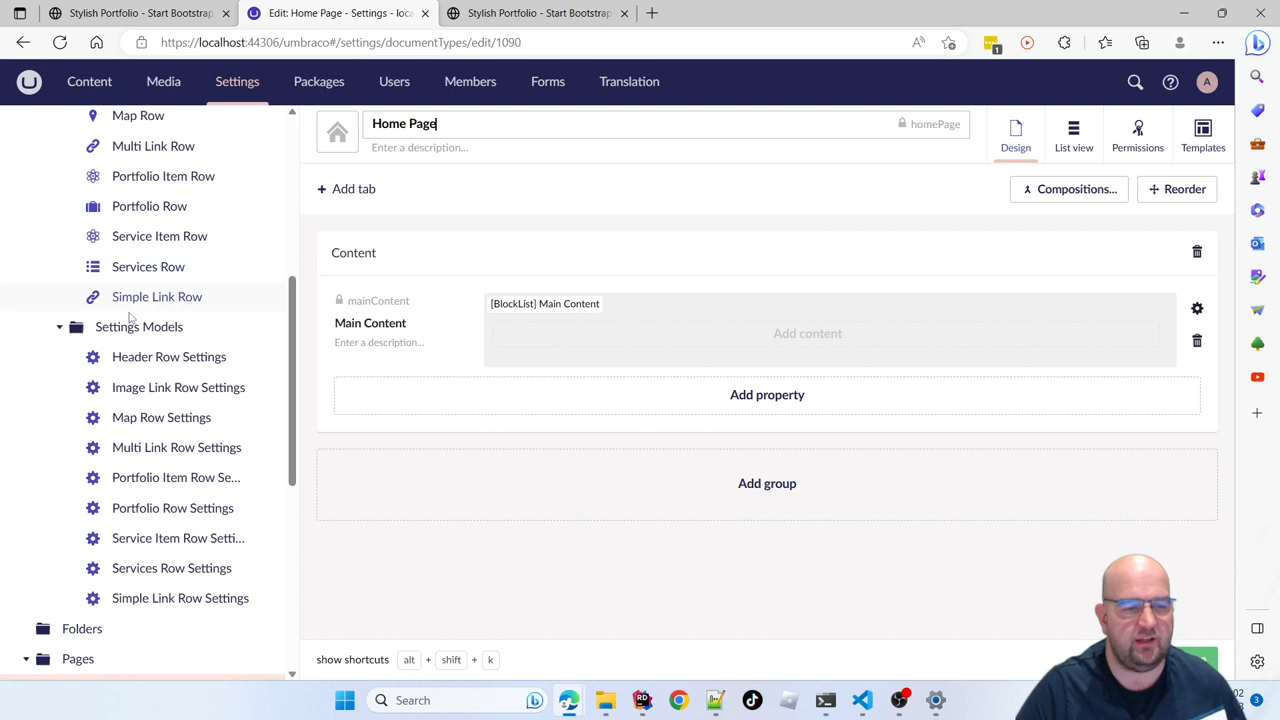 Stylish Portfolio - Start Bootstrap
Edit: Home Page - Settings - loca
Stylish Portfolio - Start Bootstrap
https://localhost:44306/umbraco#/settings/documentTypes/edit/1090
1
Content
Media
Settings
Packages
Users
Members
Forms
Translation
A
Map Row
Multi Link Row
Portfolio Item Row
Portfolio Row
Service Item Row
Services Row
Simple Link Row
Settings Models
Header Row Settings
Image Link Row Settings
Map Row Settings
Multi Link Row Settings
Portfolio Item Row Se...
Portfolio Row Settings
Service Item Row Setti...
Services Row Settings
Simple Link Row Settings
Folders
Pages
Home Page
homePage
Enter a description...
Design
List view
Permissions
Templates
Add tab
Compositions...
Reorder
Content
mainContent
Main Content
Enter a description...
[BlockList] Main Content
Add content
Add property
Add group
show shortcuts alt + shift + k
Search
3